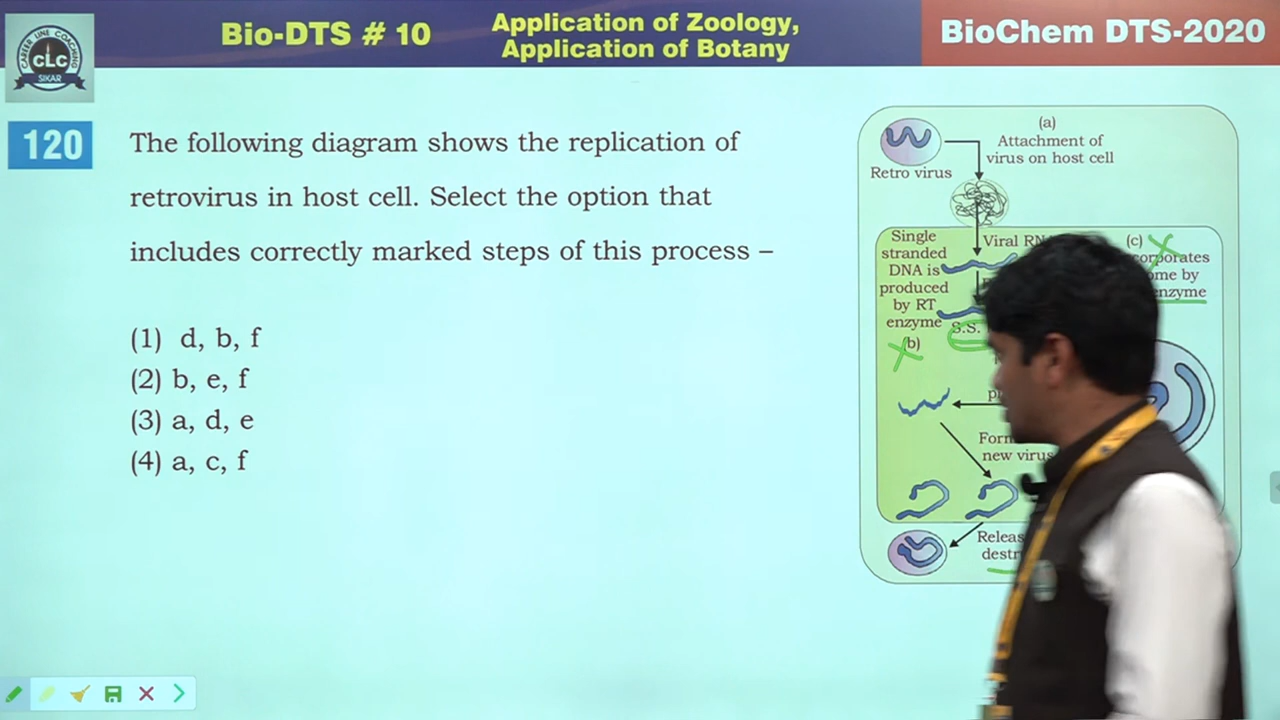 CAREER LINE COACHING
CLC
SIKAR
Bio-DTS # 10
Application of Zoology,
Application of Botany
BioChem DTS-2020
120
The following diagram shows the replication of
retrovirus in host cell. Select the option that
includes correctly marked steps of this process –
(1) d, b, f
(2) b, e, f
(3) a, d, e
(4) a, c, f
(a)
Attachment of
virus on host cell
Retro virus
Single
stranded
DNA is
produced
by RT
enzyme
(b)
Viral
S.S.
(c)
enzyme
new virus